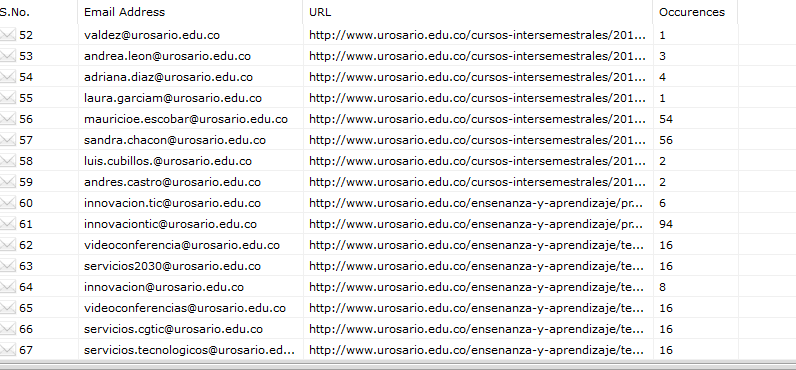 S.No. Email Address URL Occurences
52 valdez@urosario.edu.co http://www.urosario.edu.co/cursos-intersemestrales/201... 1
53 andrea.leon@urosario.edu.co http://www.urosario.edu.co/cursos-intersemestrales/201... 3
54 adriana.diaz@urosario.edu.co http://www.urosario.edu.co/cursos-intersemestrales/201... 4
55 laura.garciam@urosario.edu.co http://www.urosario.edu.co/cursos-intersemestrales/201... 1
56 mauricioe.escobar@urosario.edu.co http://www.urosario.edu.co/cursos-intersemestrales/201... 54
57 sandra.chacon@urosario.edu.co http://www.urosario.edu.co/cursos-intersemestrales/201... 56
58 luis.cubillos.@urosario.edu.co http://www.urosario.edu.co/cursos-intersemestrales/201... 2
59 andres.castro@urosario.edu.co http://www.urosario.edu.co/cursos-intersemestrales/201... 2
60 innovacion.tic@urosario.edu.co http://www.urosario.edu.co/ensenanza-y-aprendizaje/pr... 6
61 innovaciontic@urosario.edu.co http://www.urosario.edu.co/ensenanza-y-aprendizaje/pr... 94
62 videoconferencia@urosario.edu.co http://www.urosario.edu.co/ensenanza-y-aprendizaje/te... 16
63 servicios2030@urosario.edu.co http://www.urosario.edu.co/ensenanza-y-aprendizaje/te... 16
64 innovacion@urosario.edu.co http://www.urosario.edu.co/ensenanza-y-aprendizaje/te... 8
65 videoconferencias@urosario.edu.co http://www.urosario.edu.co/ensenanza-y-aprendizaje/te... 16
66 servicios.cgtic@urosario.edu.co http://www.urosario.edu.co/ensenanza-y-aprendizaje/te... 16
67 servicios.tecnologicos@urosario.ed... http://www.urosario.edu.co/ensenanza-y-aprendizaje/te... 16